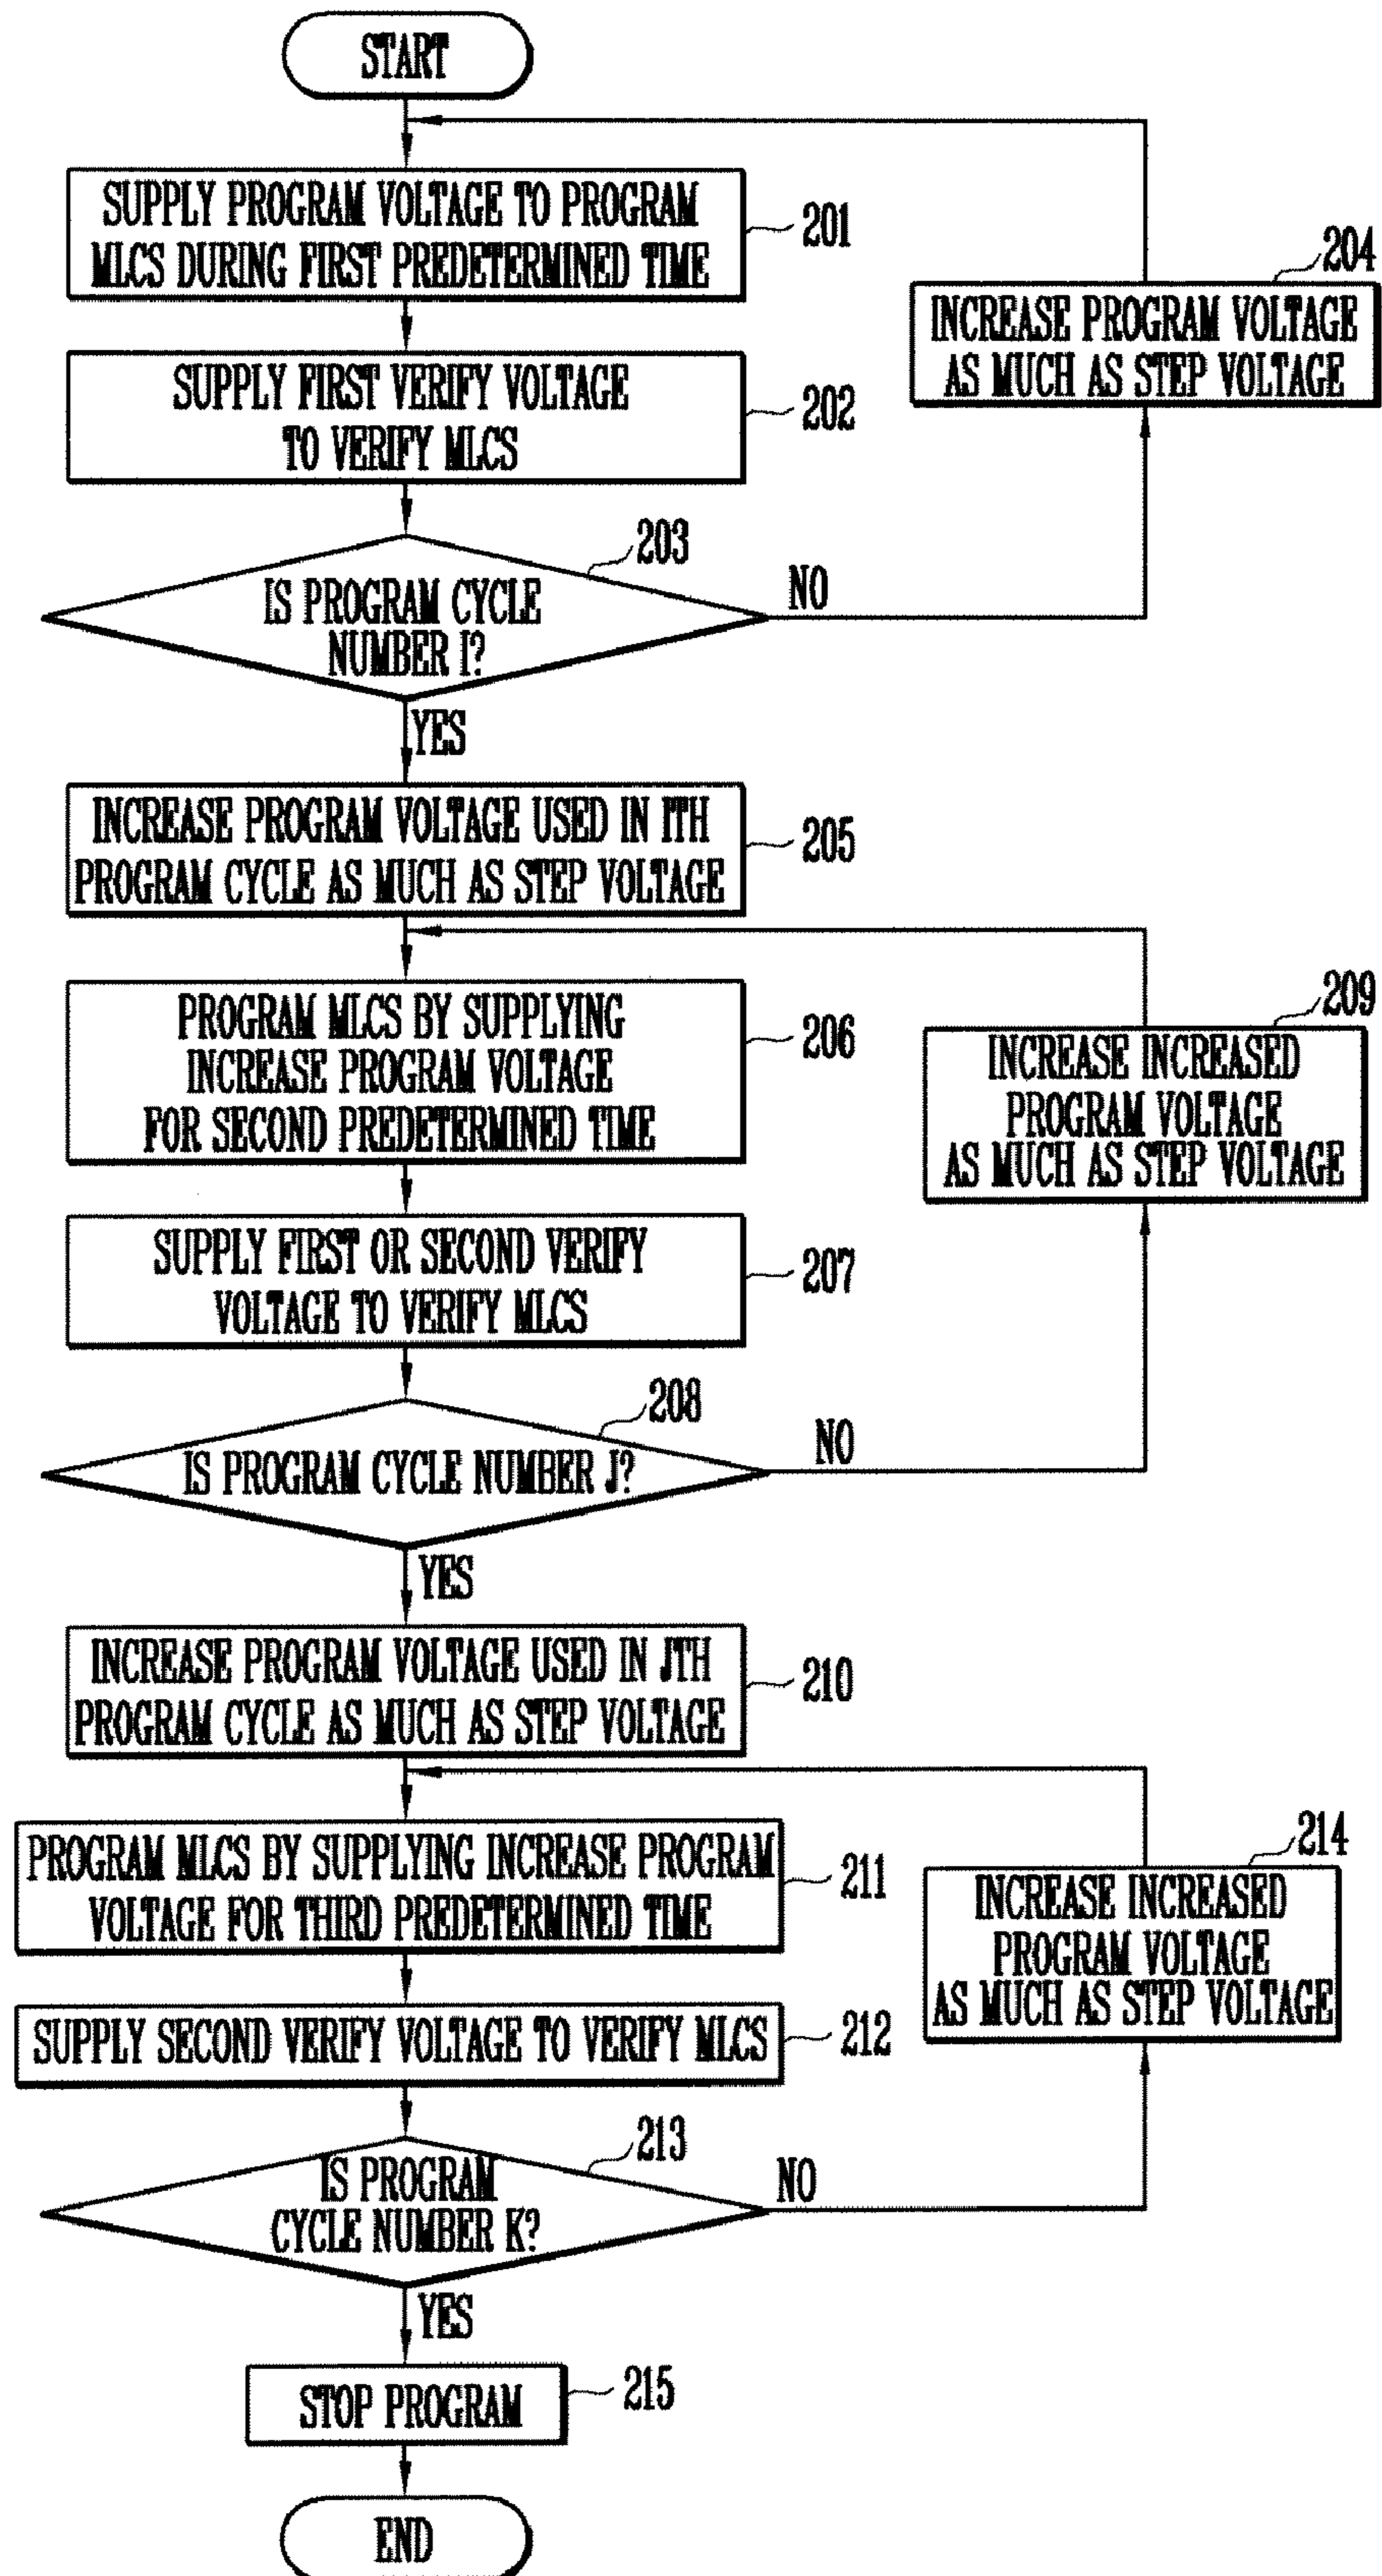 START
SUPPLY PROGRAM VOLTAGE TO PROGRAM
MLCS DURING FIRST PREDETERMINED TIME
201
204
INCREASE PROGRAM VOLTAGE
AS MUCH AS STEP VOLTAGE
SUPPLY FIRST VERIFY VOLTAGE
TO VERIFY MLCS
202
203
IS PROGRAM CYCLE
NUMBER I?
NO
YES
INCREASE PROGRAM VOLTAGE USED IN ITH
PROGRAM CYCLE AS MUCH AS STEP VOLTAGE
205
PROGRAM MLCS BY SUPPLYING
INCREASE PROGRAM VOLTAGE
FOR SECOND PREDETERMINED TIME
206
209
INCREASE INCREASED
PROGRAM VOLTAGE
AS MUCH AS STEP VOLTAGE
SUPPLY FIRST OR SECOND VERIFY
VOLTAGE TO VERIFY MLCS
207
208
IS PROGRAM CYCLE NUMBER J?
NO
YES
INCREASE PROGRAM VOLTAGE USED IN JTH
PROGRAM CYCLE AS MUCH AS STEP VOLTAGE
210
PROGRAM MLCS BY SUPPLYING INCREASE PROGRAM
VOLTAGE FOR THIRD PREDETERMINED TIME
211
214
INCREASE INCREASED
PROGRAM VOLTAGE
AS MUCH AS STEP VOLTAGE
SUPPLY SECOND VERIFY VOLTAGE TO VERIFY MLCS
212
213
IS PROGRAM
CYCLE NUMBER K?
NO
YES
STOP PROGRAM
215
END